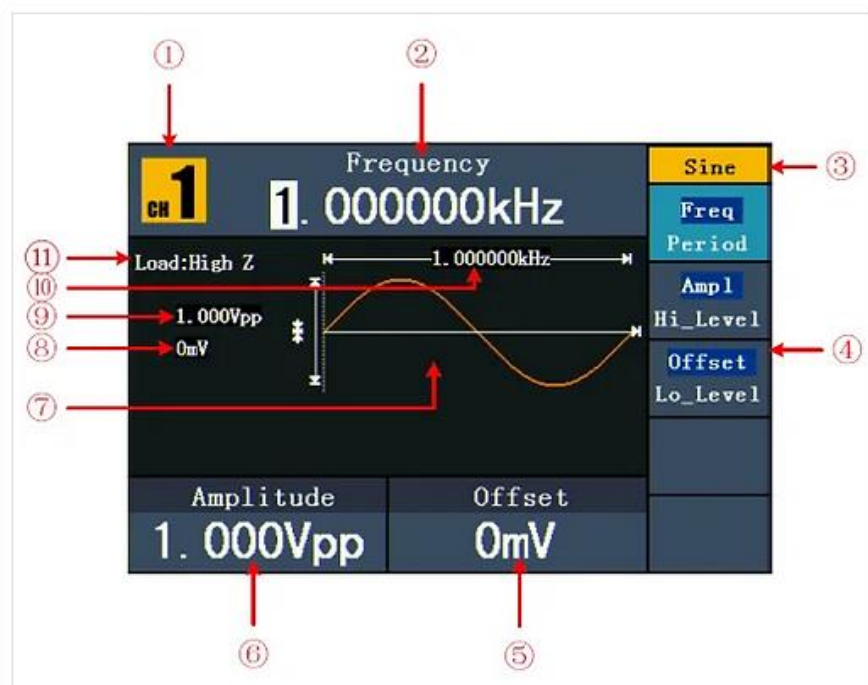 ① ②
Frequency
CH 1
1. 000000kHz
Sine
③
Freq
Period
⑪
Load:High Z
1. 000000kHz
⑩
Ampl
Hi_Level
⑨
1. 000Vpp
⑧
0mV
Offset
Lo_Level
④
⑦
Amplitude
1. 000Vpp
Offset
0mV
⑥ ⑤